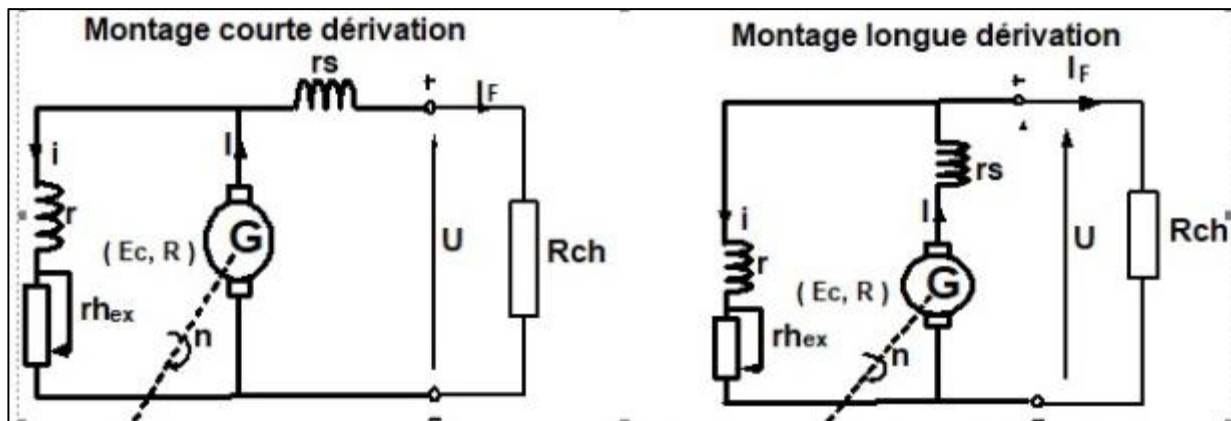 Montage courte dérivation
rs
+
IF
i
I
r
G
( Ec, R )
U
Rch
rhex
n
-
Montage longue dérivation
IF
+
rs
i
I
r
G
( Ec, R )
U
Rch
rhex
n
-